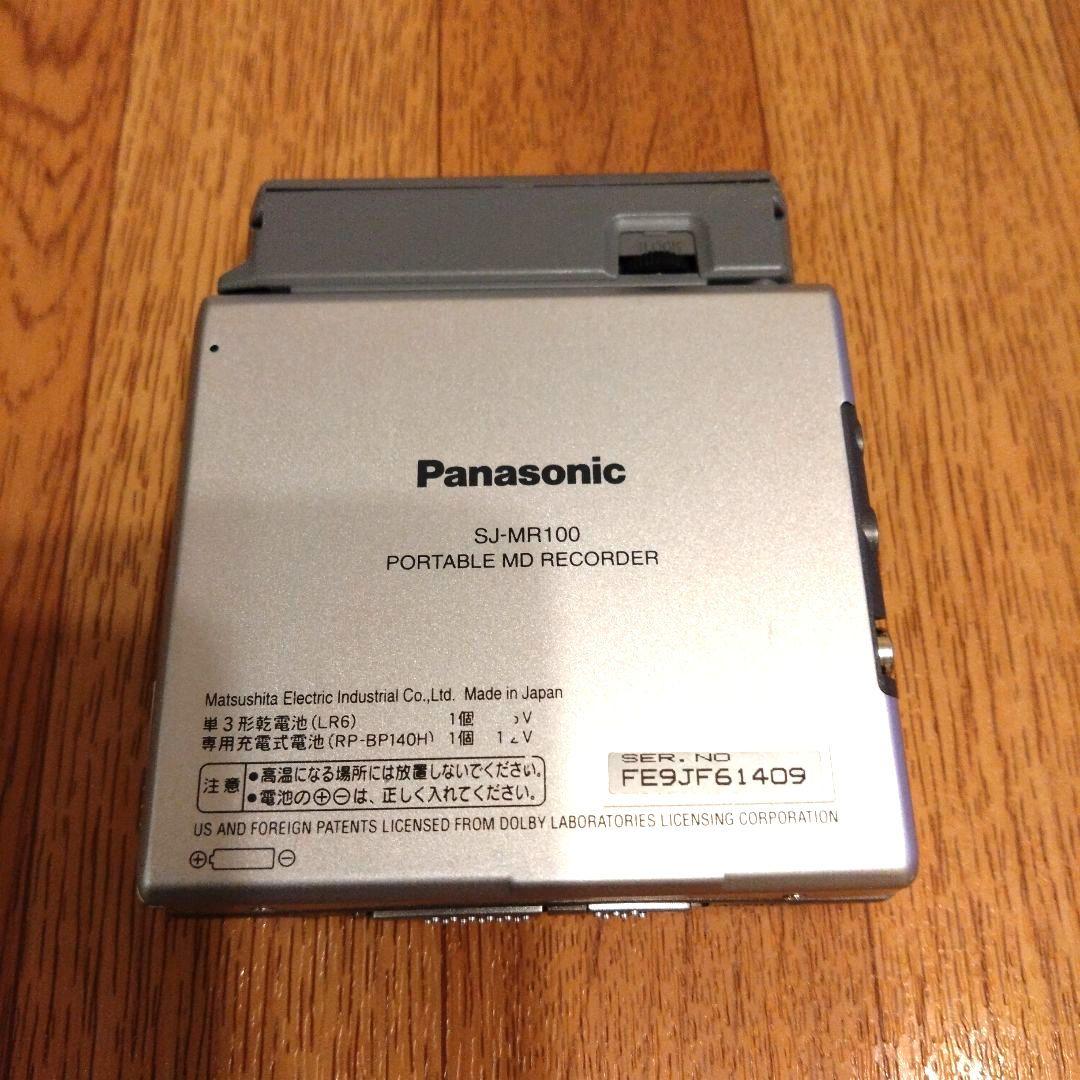 Panasonic
SJ-MR100
PORTABLE MD RECORDER
Matsushita Electric Industrial Co.,Ltd. Made in Japan
単3形乾電池(LR6) 1個 V
専用充電式電池(RP-BP140H) 1個 V
注意
●高温になる場所には放置しないでください。
●電池の⊕⊖は、正しく入れてください。
SER. NO
FE9JF61409
US AND FOREIGN PATENTS LICENSED FROM DOLBY LABORATORIES LICENSING CORPORATION
⊕ ⊖